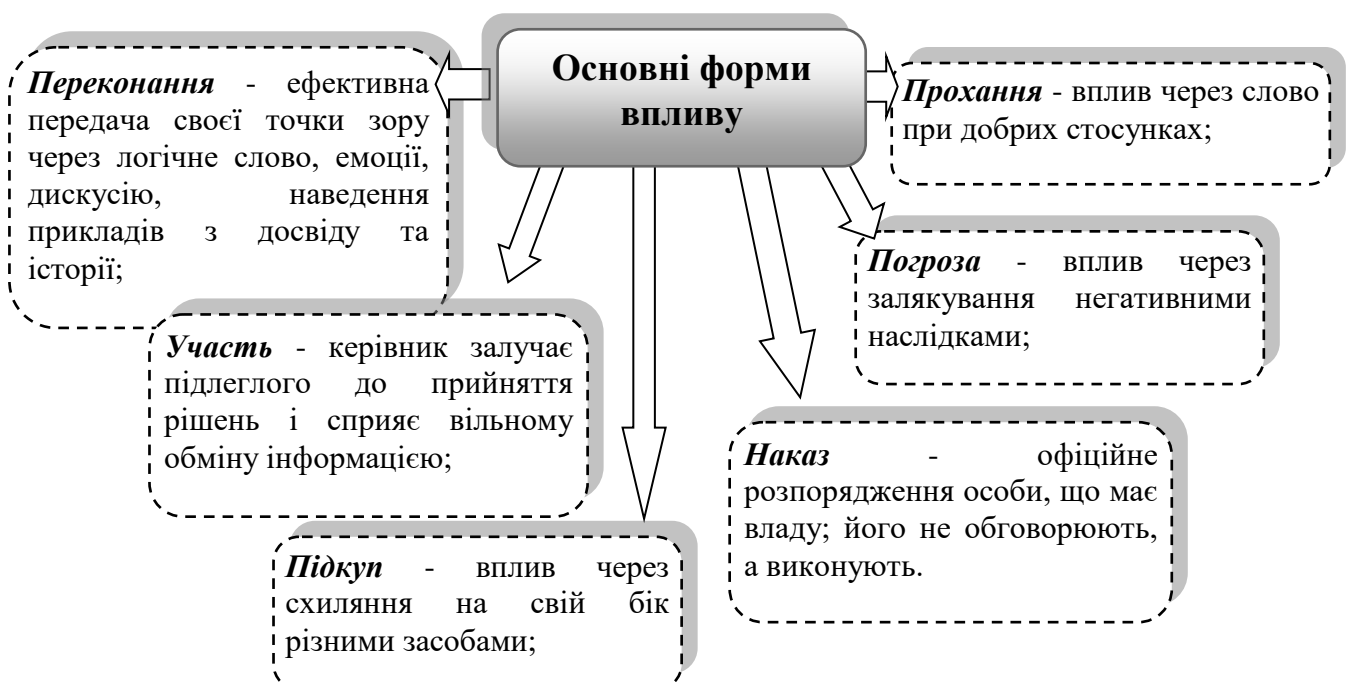 Основні форми
впливу
Переконання - ефективна
передача своєї точки зору
через логічне слово, емоції,
дискусію, наведення
прикладів з досвіду та
історії;
Прохання - вплив через слово
при добрих стосунках;
Участь - керівник залучає
підлеглого до прийняття
рішень і сприяє вільному
обміну інформацією;
Погроза - вплив через
залякування негативними
наслідками;
Підкуп - вплив через
схиляння на свій бік
різними засобами;
Наказ - офіційне
розпорядження особи, що має
владу; його не обговорюють,
а виконують.